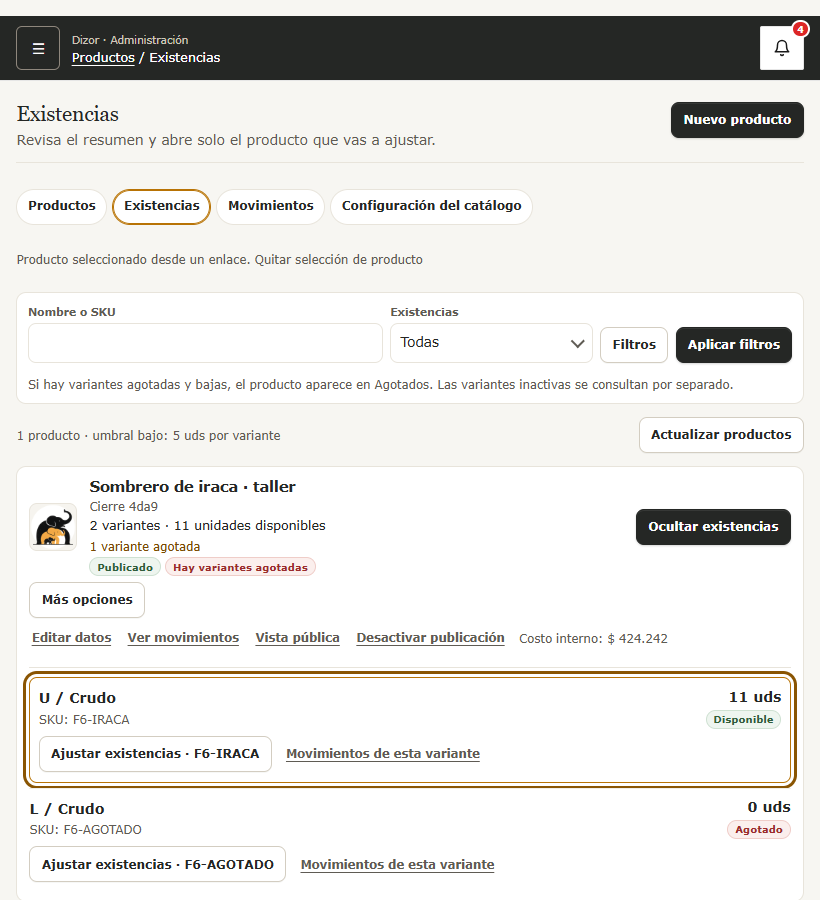 ☰
Dizor · Administración
Productos / Existencias
4
Existencias
Nuevo producto
Revisa el resumen y abre solo el producto que vas a ajustar.
Productos
Existencias
Movimientos
Configuración del catálogo
Producto seleccionado desde un enlace. Quitar selección de producto
Nombre o SKU
Existencias
Todas
Filtros
Aplicar filtros
Si hay variantes agotadas y bajas, el producto aparece en Agotados. Las variantes inactivas se consultan por separado.
1 producto · umbral bajo: 5 uds por variante
Actualizar productos
Sombrero de iraca · taller
Cierre 4da9
2 variantes · 11 unidades disponibles
1 variante agotada
Publicado
Hay variantes agotadas
Ocultar existencias
Más opciones
Editar datos
Ver movimientos
Vista pública
Desactivar publicación
Costo interno: $ 424.242
U / Crudo
11 uds
SKU: F6-IRACA
Disponible
Ajustar existencias · F6-IRACA
Movimientos de esta variante
L / Crudo
0 uds
SKU: F6-AGOTADO
Agotado
Ajustar existencias · F6-AGOTADO
Movimientos de esta variante